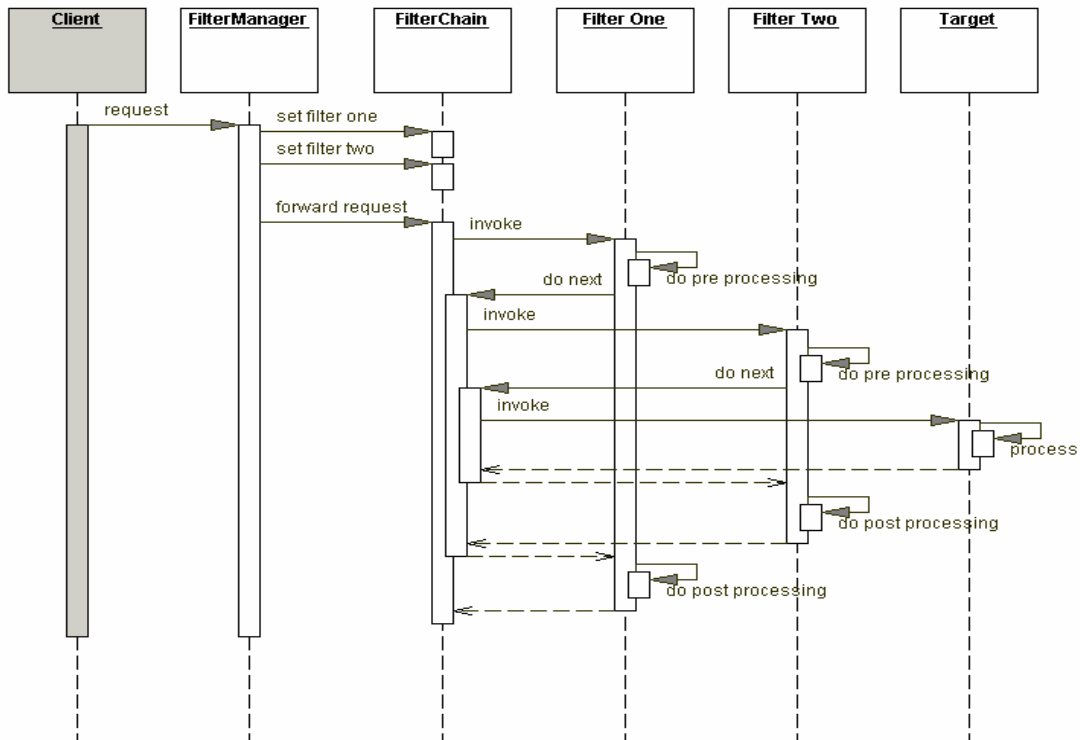 Client
FilterManager
FilterChain
Filter One
Filter Two
Target
request
set filter one
set filter two
forward request
invoke
do pre processing
do next
invoke
do pre processing
do next
invoke
process
do post processing
do post processing